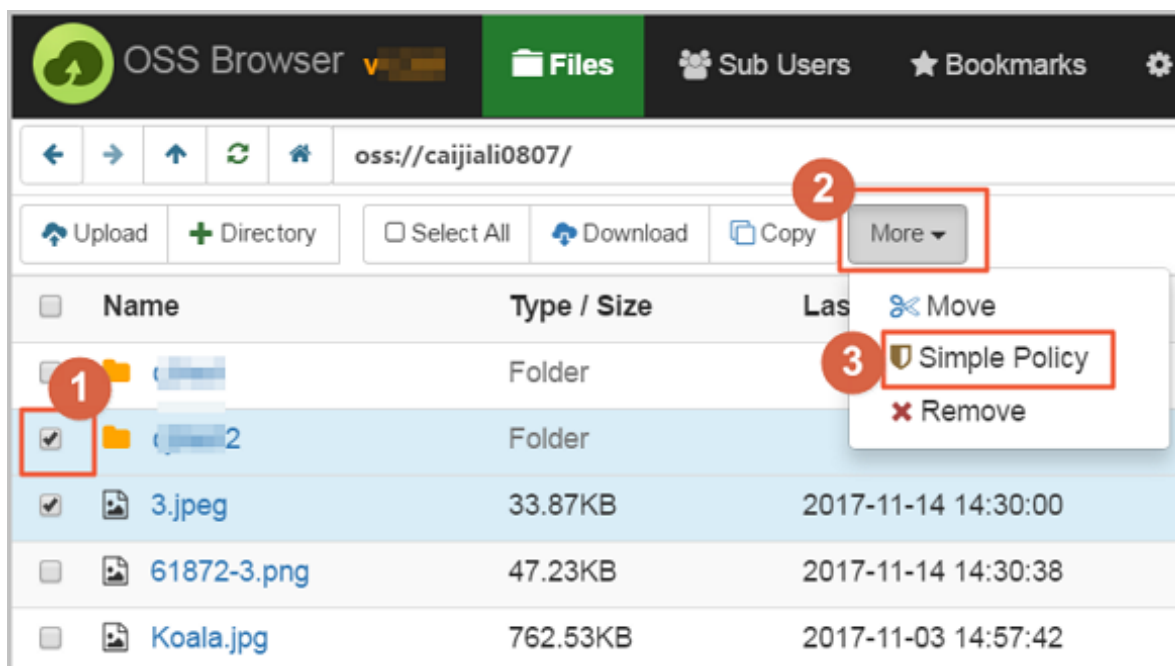 OSS Browser v Files Sub Users Bookmarks
oss://caijiali0807/
2
Upload Directory Select All Download Copy More
Name Type / Size Las Move
3 Simple Policy
1 Folder
Remove
2 Folder
3.jpeg 33.87KB 2017-11-14 14:30:00
61872-3.png 47.23KB 2017-11-14 14:30:38
Koala.jpg 762.53KB 2017-11-03 14:57:42